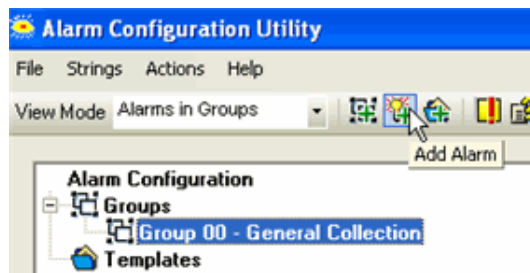 Alarm Configuration Utility
File Strings Actions Help
View Mode Alarms in Groups
Add Alarm
Alarm Configuration
Groups
Group 00 - General Collection
Templates